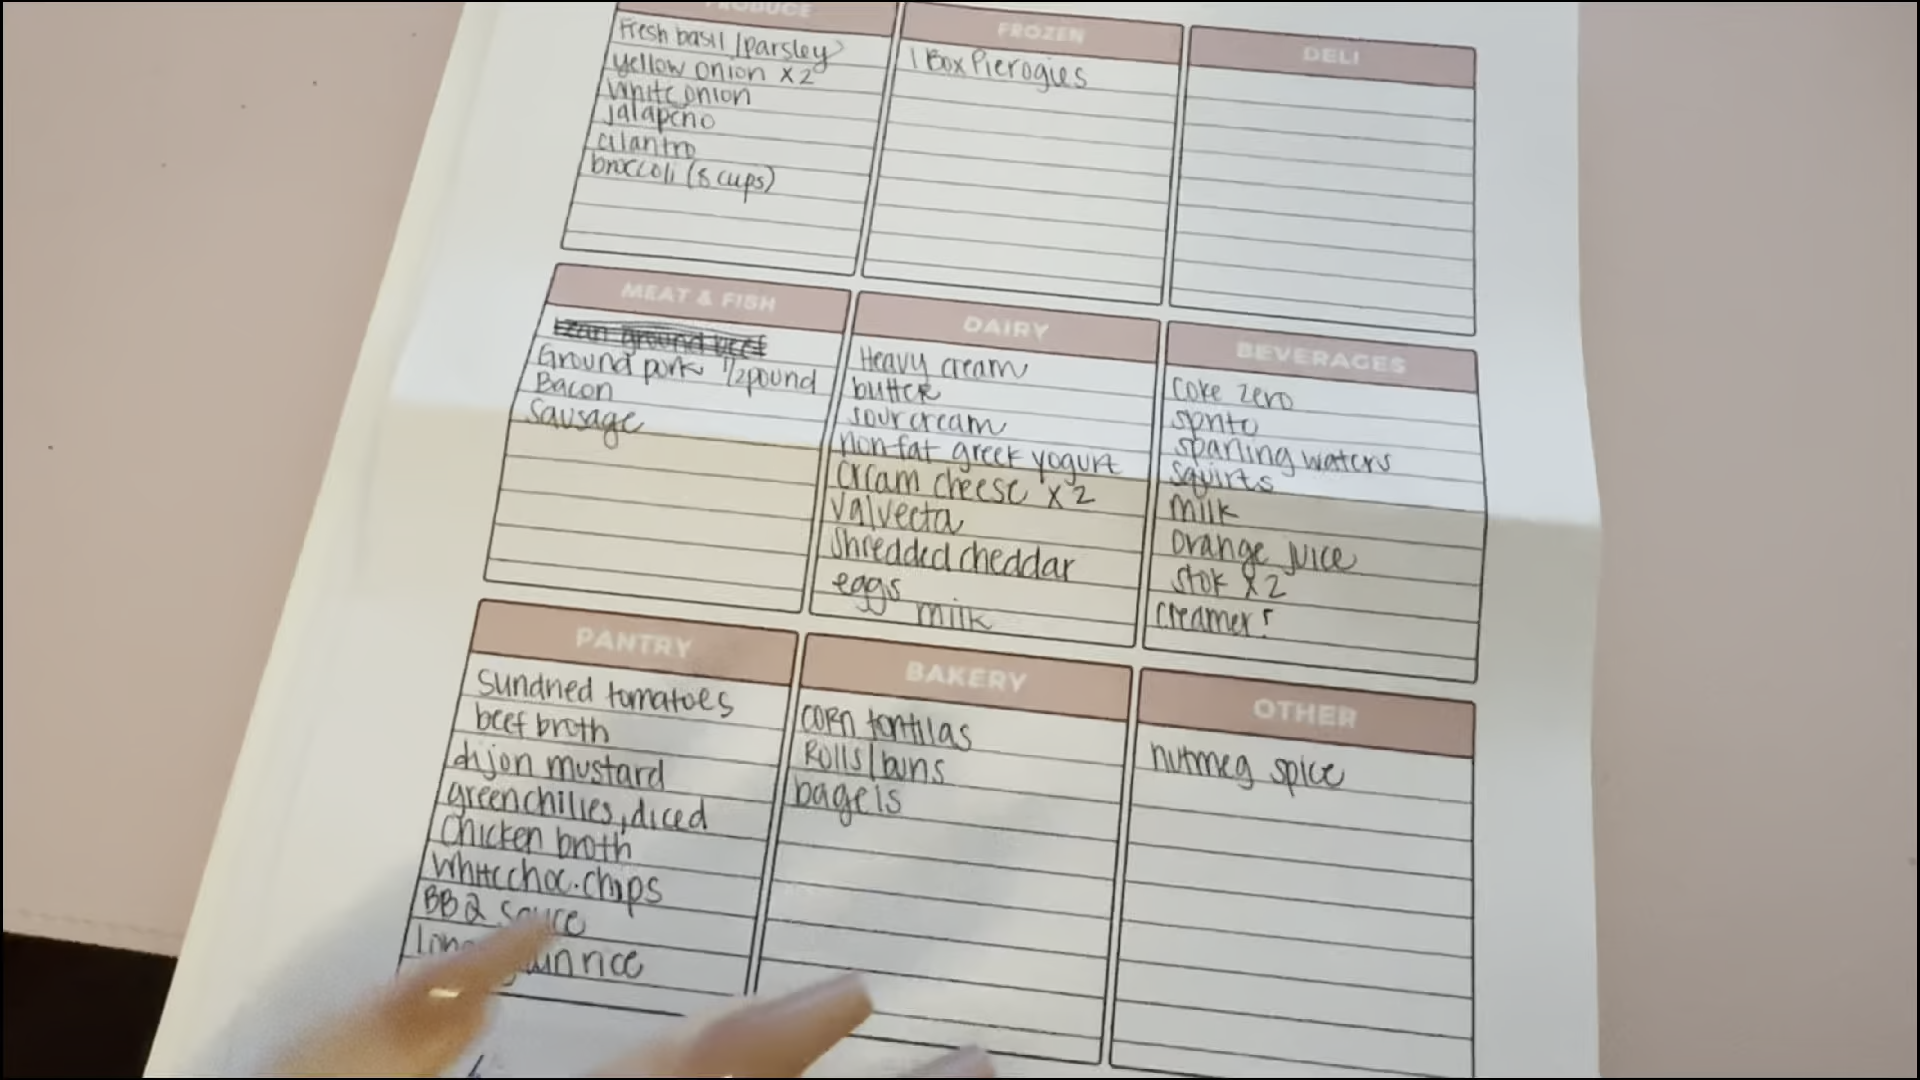 PRODUCE
Fresh basil/parsley
yellow onion x2
white onion
jalapeno
cilantro
broccoli (8 cups)
FROZEN
1 Box Pierogies
DELI
MEAT & FISH
Lean ground beef
Ground pork 1/2 pound
Bacon
Sausage
DAIRY
Heavy cream
butter
sour cream
non-fat greek yogurt
cream cheese x2
valveeta
shredded cheddar
eggs
milk
BEVERAGES
coke zero
sprite
sparling waters
squirts
milk
orange juice
stok x2
creamer?
PANTRY
Sundried tomatoes
beef broth
dijon mustard
green chilies, diced
Chicken broth
White choc. chips
BBQ sauce
rice
BAKERY
corn tortillas
Rolls/buns
bagels
OTHER
nutmeg spice